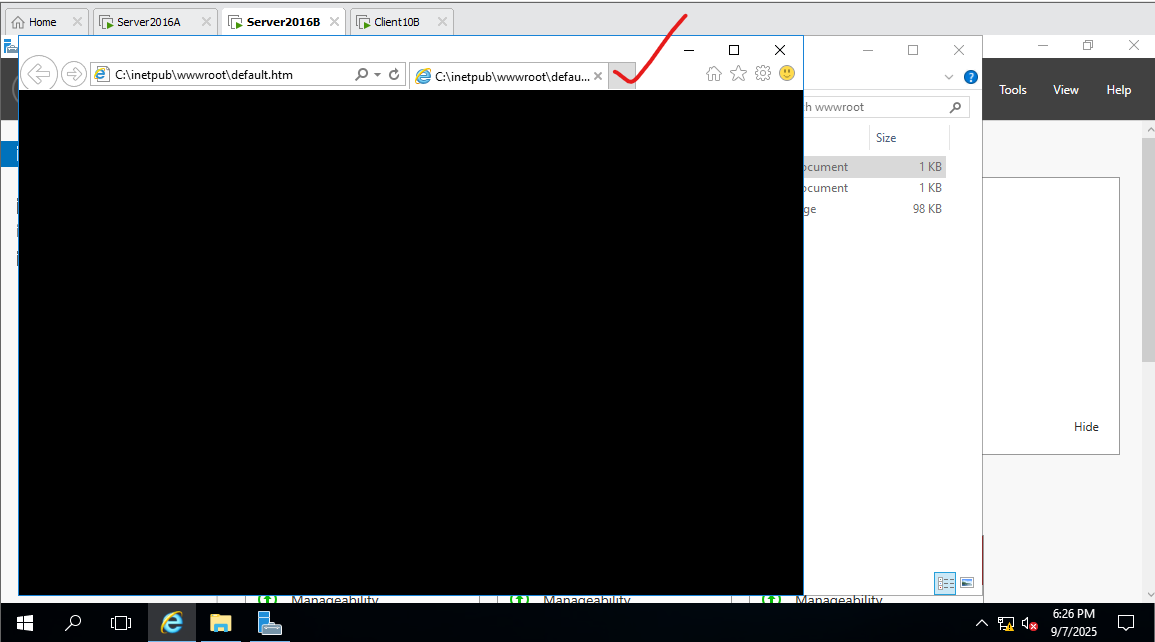 Home Server2016A Server2016B Client10B
C:\inetpub\wwwroot\default.htm C:\inetpub\wwwroot\defau...
Tools View Help
h wwwroot
Size
ocument 1 KB
ocument 1 KB
ge 98 KB
Hide
Manageability Manageability Manageability
6:26 PM
9/7/2025